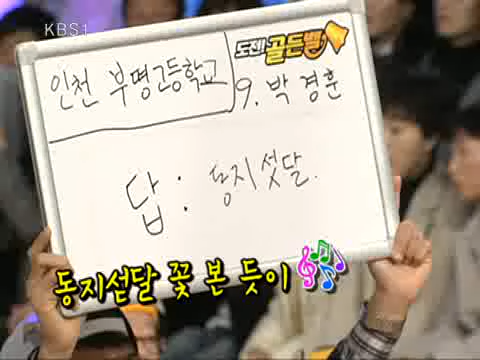 KBS1
도전! 골든벨
인천 부평고등학교
9. 박경훈
답 : 동지섯달.
동지섣달 꽃 본 듯이